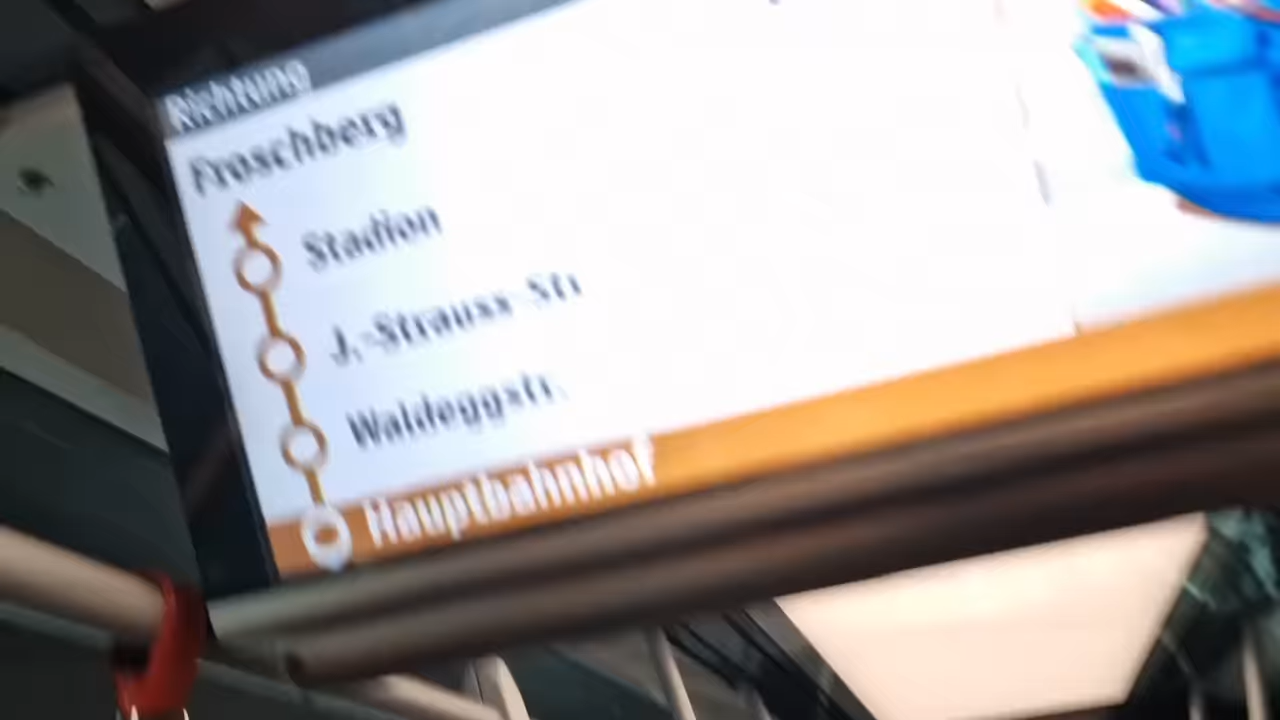 Richtung
Froschberg
Stadion
J.-Strauss-Str
Waldeggstr.
Hauptbahnhof